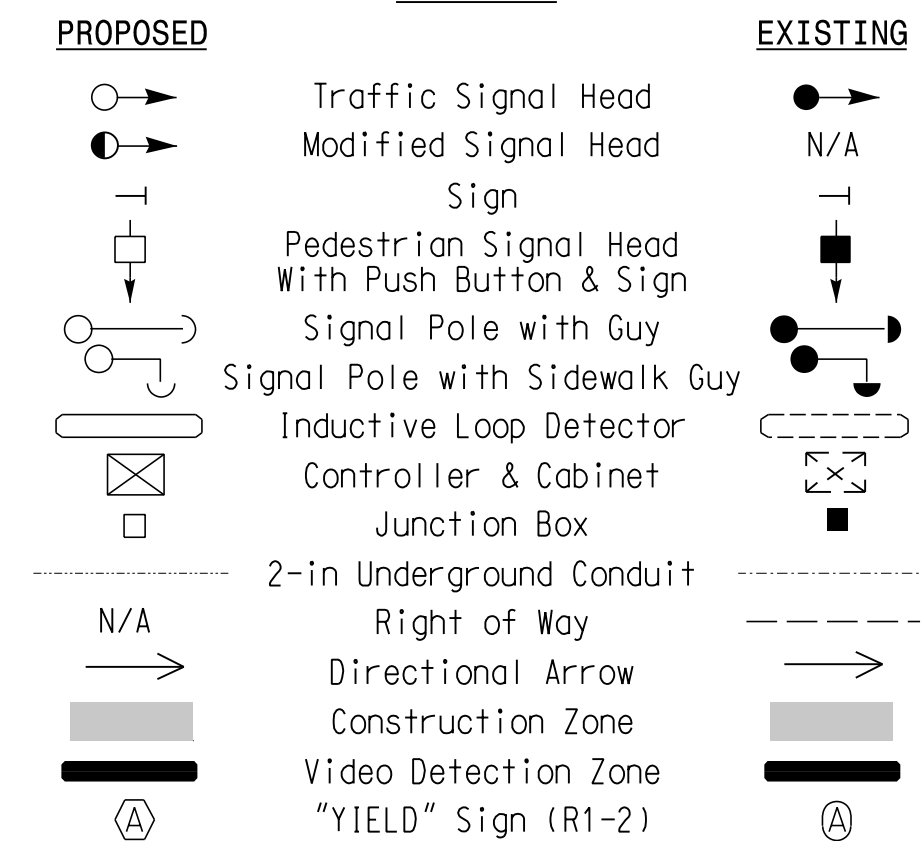 PROPOSED EXISTING
Traffic Signal Head
Modified Signal Head N/A
Sign
Pedestrian Signal Head
With Push Button & Sign
Signal Pole with Guy
Signal Pole with Sidewalk Guy
Inductive Loop Detector
Controller & Cabinet
Junction Box
2-in Underground Conduit
N/A Right of Way
Directional Arrow
Construction Zone
Video Detection Zone
A "YIELD" Sign (R1-2) A